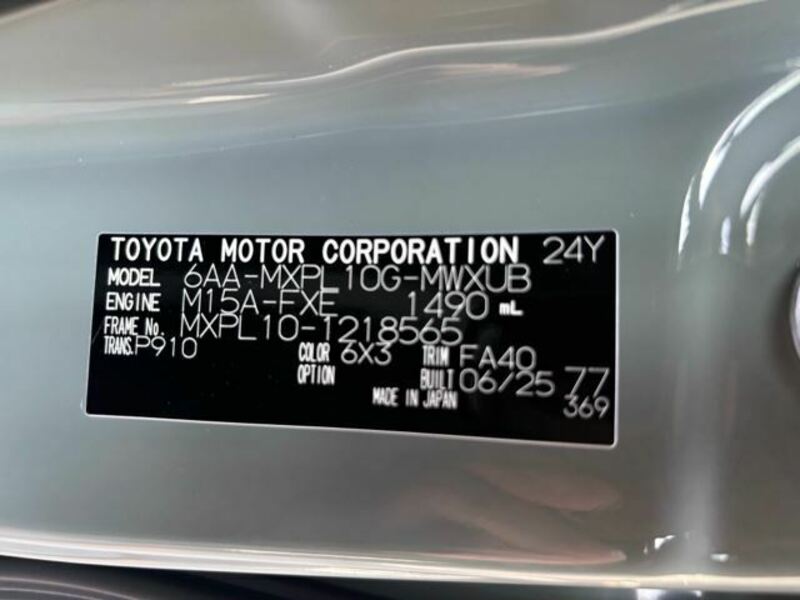 TOYOTA MOTOR CORPORATION 24Y
MODEL 6AA-MXPL10G-MWXUB
ENGINE M15A-FXE 1490 mL
FRAME No. MXPL10-1218565
TRANS. P910 COLOR 6X3 TRIM FA40
OPTION BUILT 06/25 77
MADE IN JAPAN 369